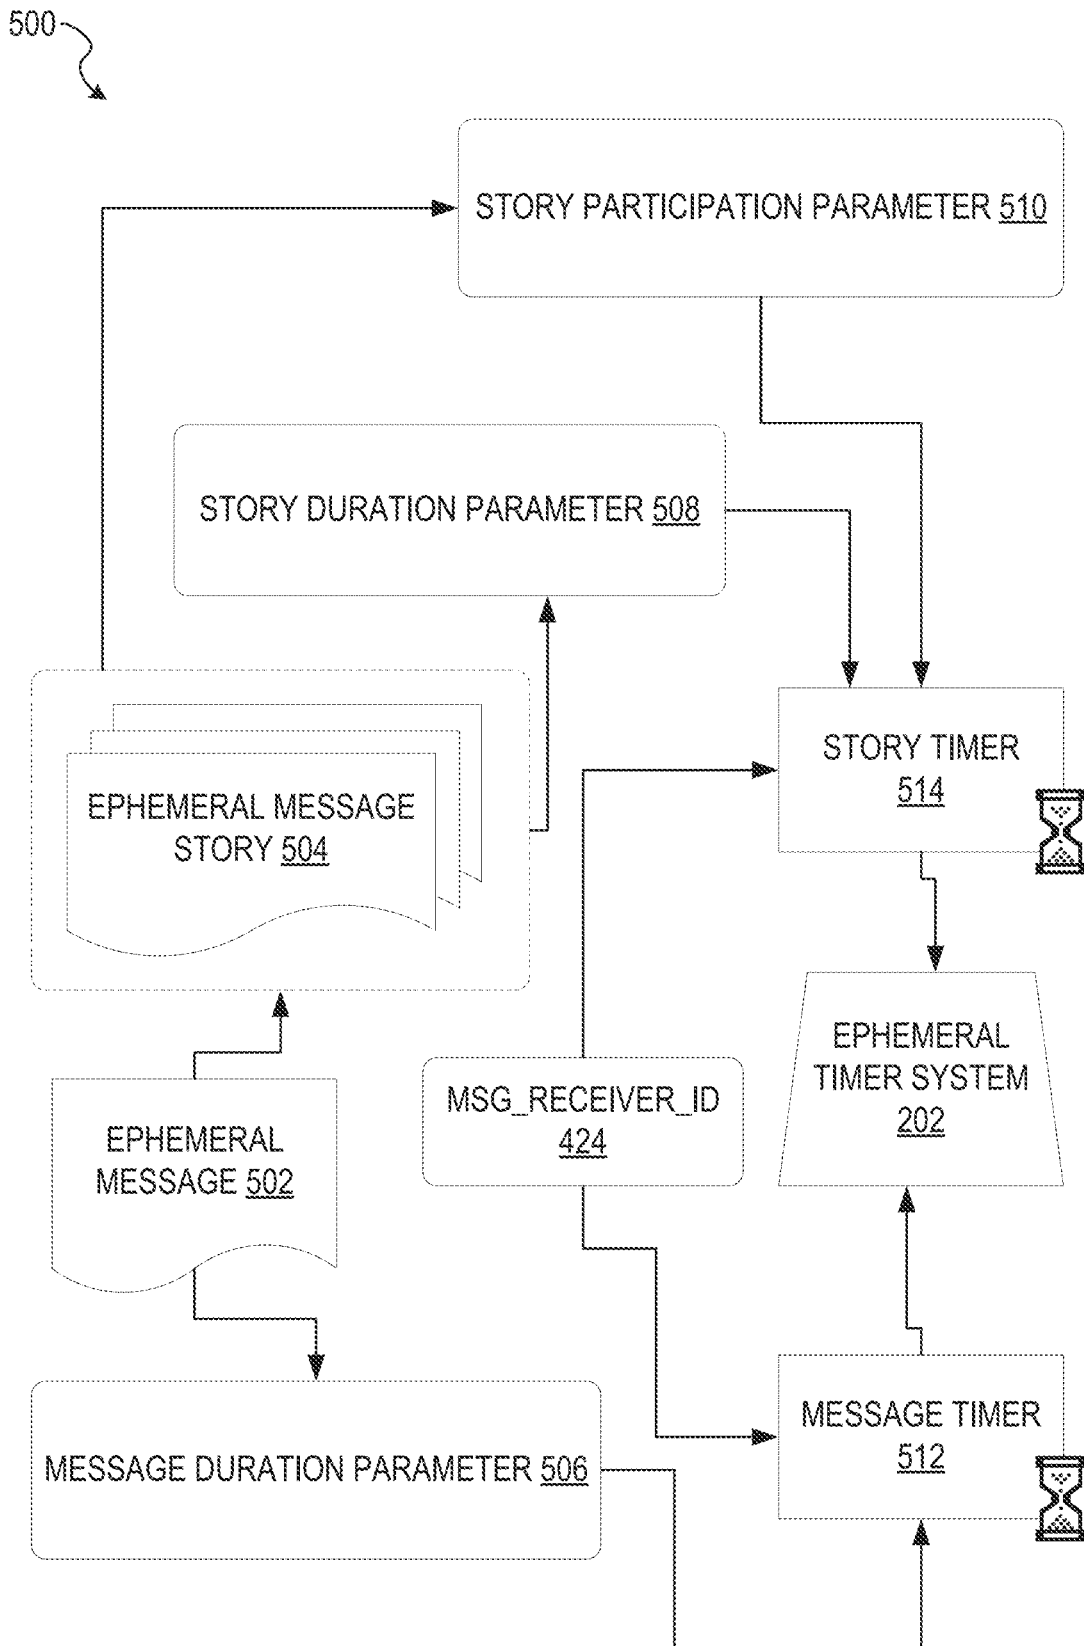 500
STORY PARTICIPATION PARAMETER 510
STORY DURATION PARAMETER 508
STORY TIMER
514
EPHEMERAL MESSAGE
STORY 504
EPHEMERAL
TIMER SYSTEM
202
MSG_RECEIVER_ID
424
EPHEMERAL
MESSAGE 502
MESSAGE TIMER
512
MESSAGE DURATION PARAMETER 506